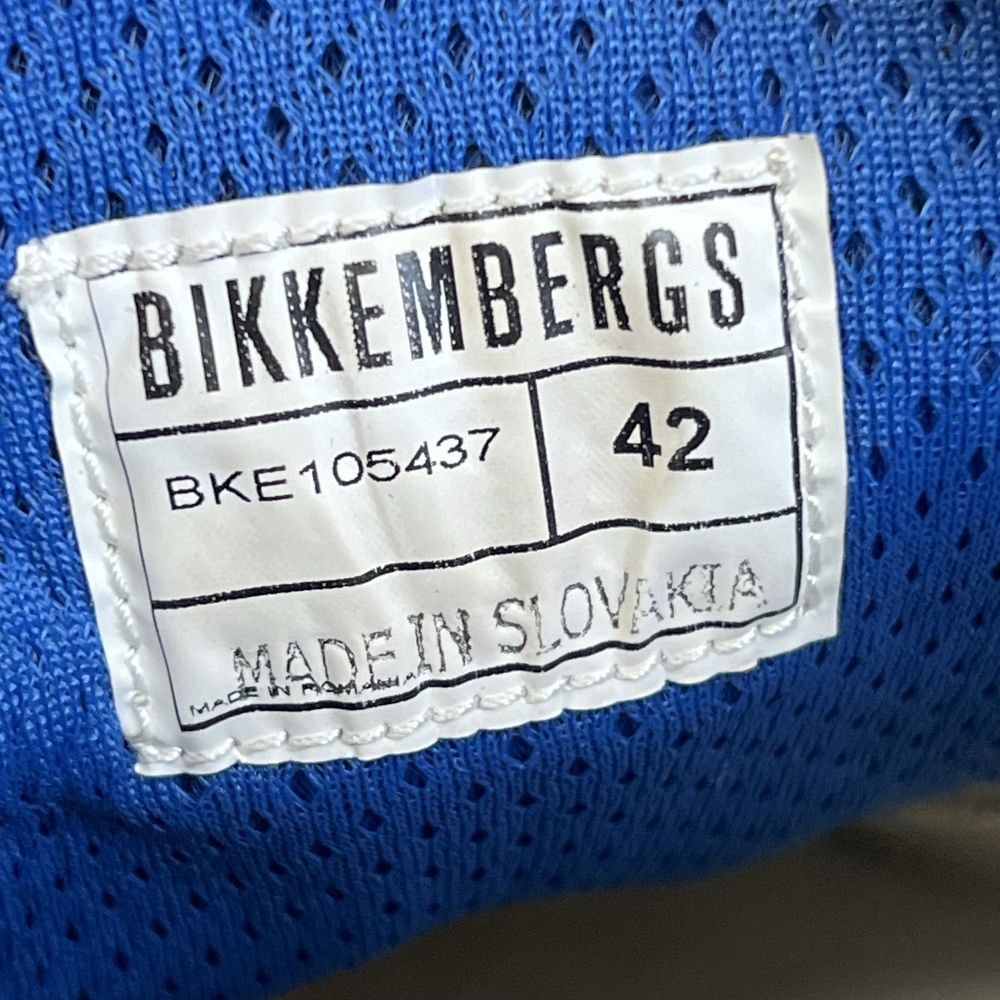 BIKKEMBERGS
BKE105437 42
MADE IN SLOVAKIA
MADE IN ROMANIA